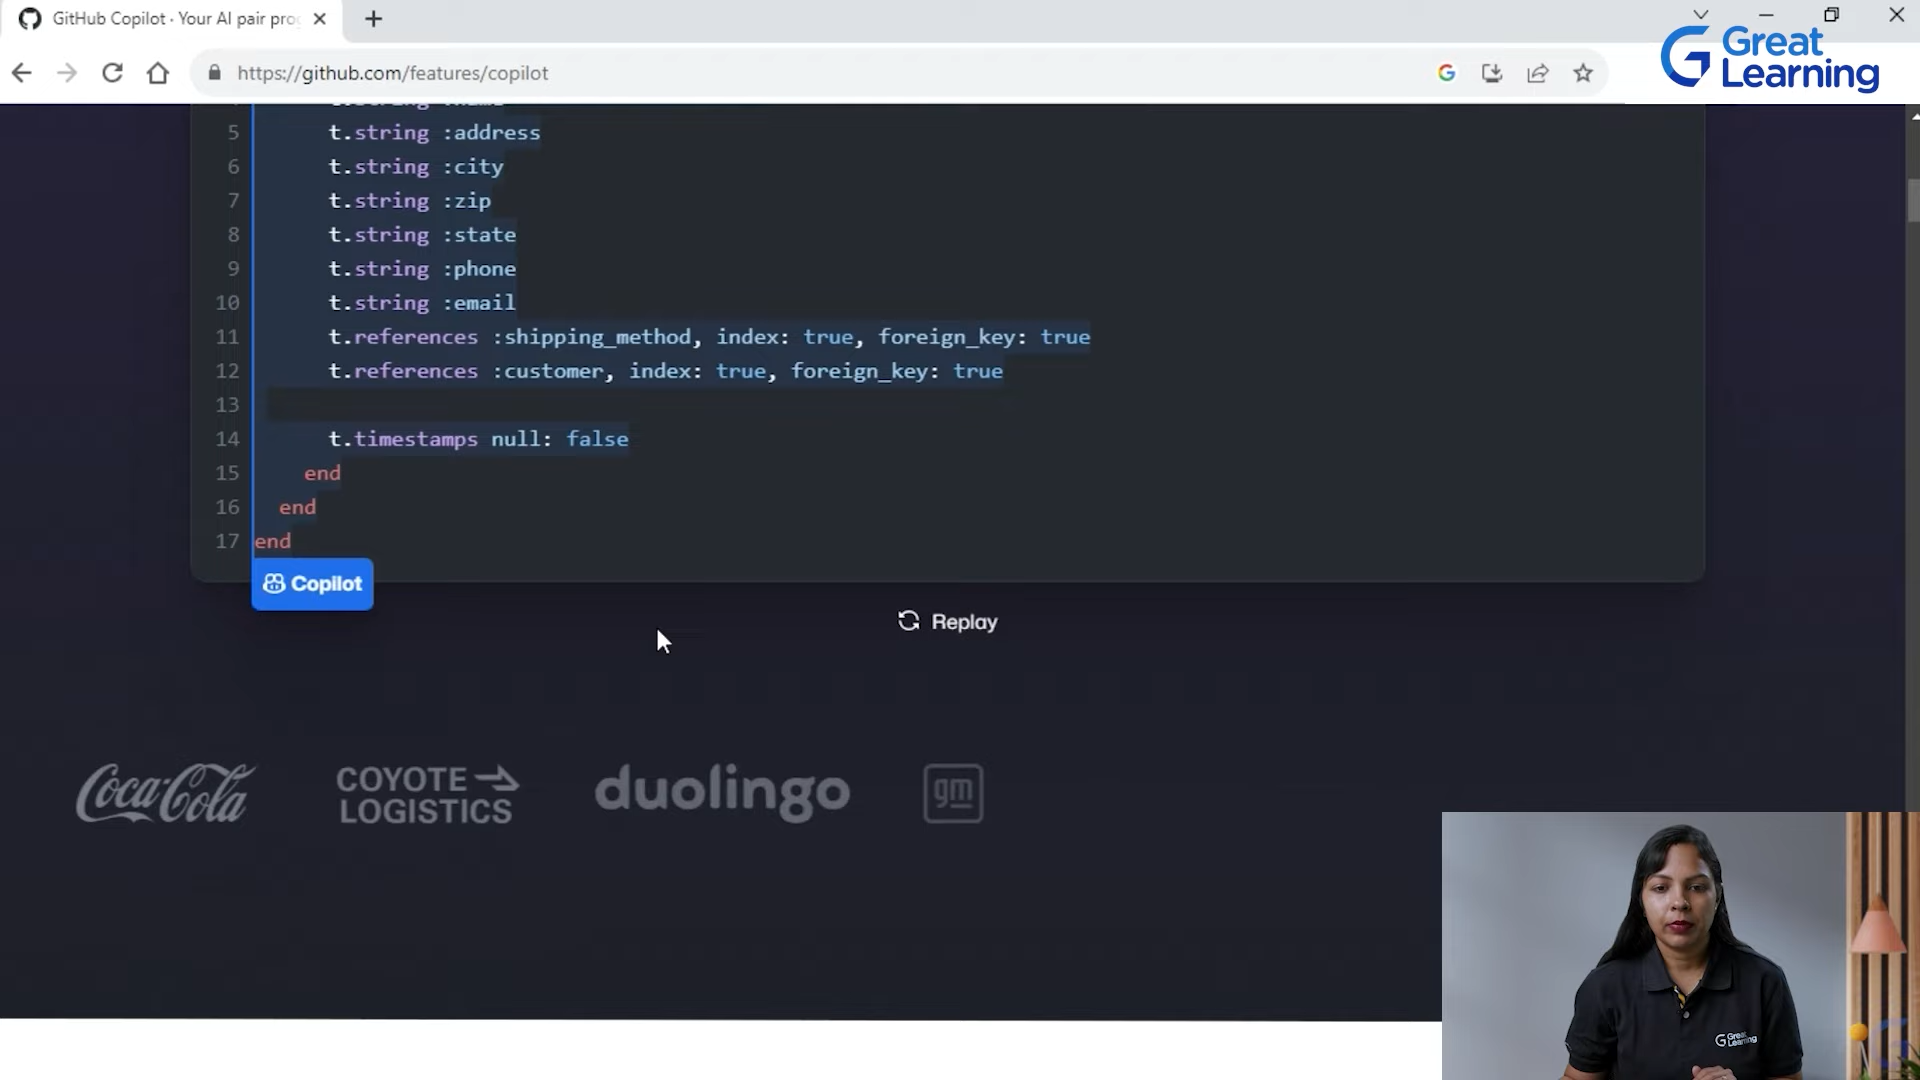 GitHub Copilot · Your AI pair pro
Great
Learning
https://github.com/features/copilot
5 t.string :address
6 t.string :city
7 t.string :zip
8 t.string :state
9 t.string :phone
10 t.string :email
11 t.references :shipping_method, index: true, foreign_key: true
12 t.references :customer, index: true, foreign_key: true
13
14 t.timestamps null: false
15 end
16 end
17 end
Copilot
Replay
Coca-Cola
COYOTE
LOGISTICS
duolingo
gm
Great
Learning